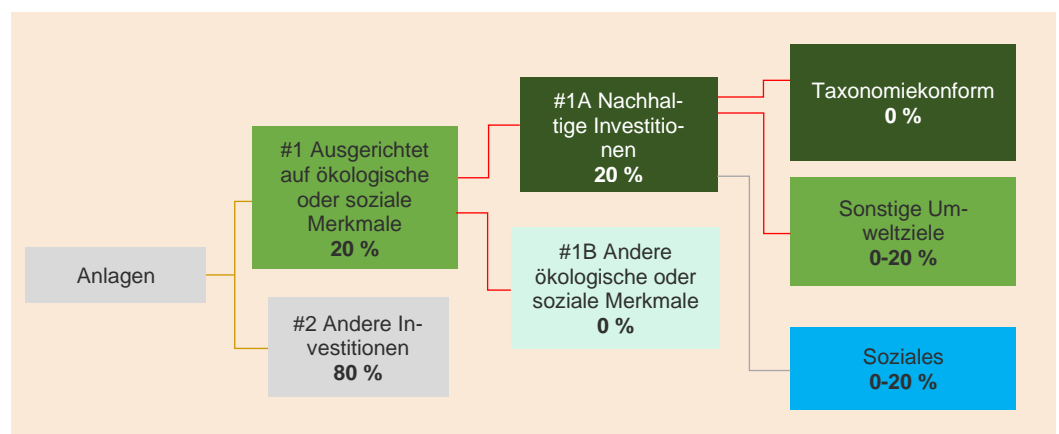 Anlagen
#1 Ausgerichtet
auf ökologische
oder soziale
Merkmale
20 %
#2 Andere In-
vestitionen
80 %
#1A Nachhal-
tige Investitio-
nen
20 %
#1B Andere
ökologische oder
soziale Merkmale
0 %
Taxonomiekonform
0 %
Sonstige Um-
weltziele
0-20 %
Soziales
0-20 %